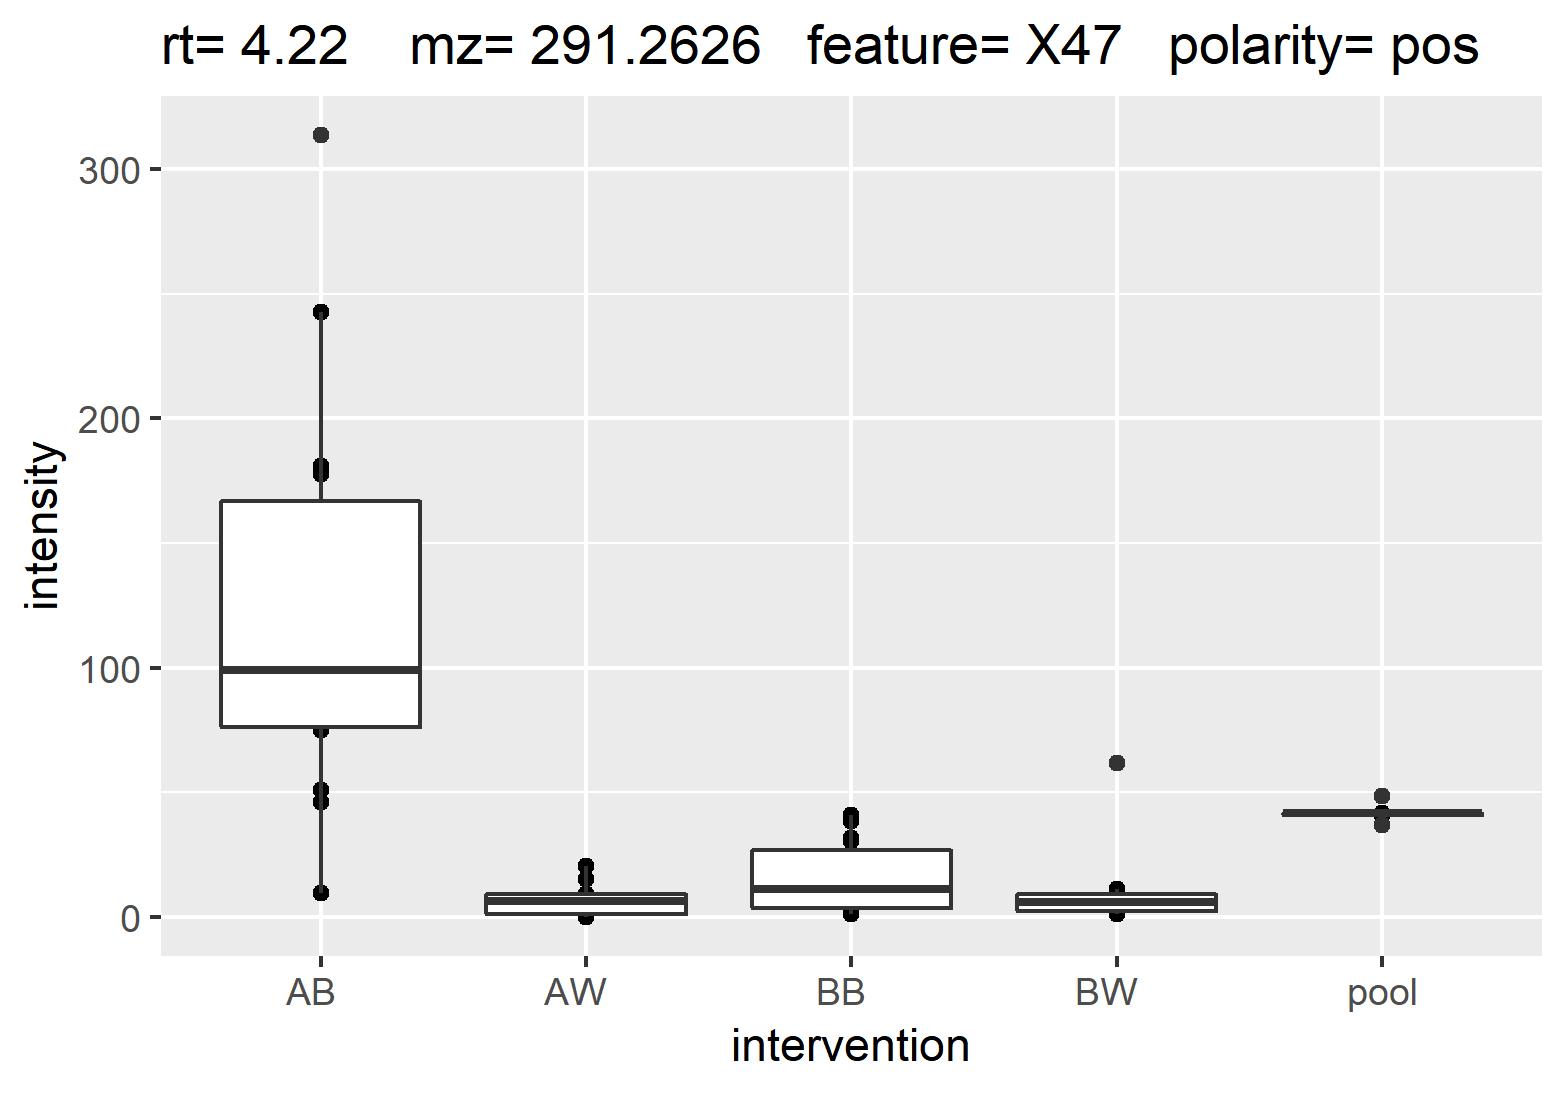 rt= 4.22 mz= 291.2626 feature= X47 polarity= pos
300
200
100
0
intensity
AB AW BB BW pool
intervention